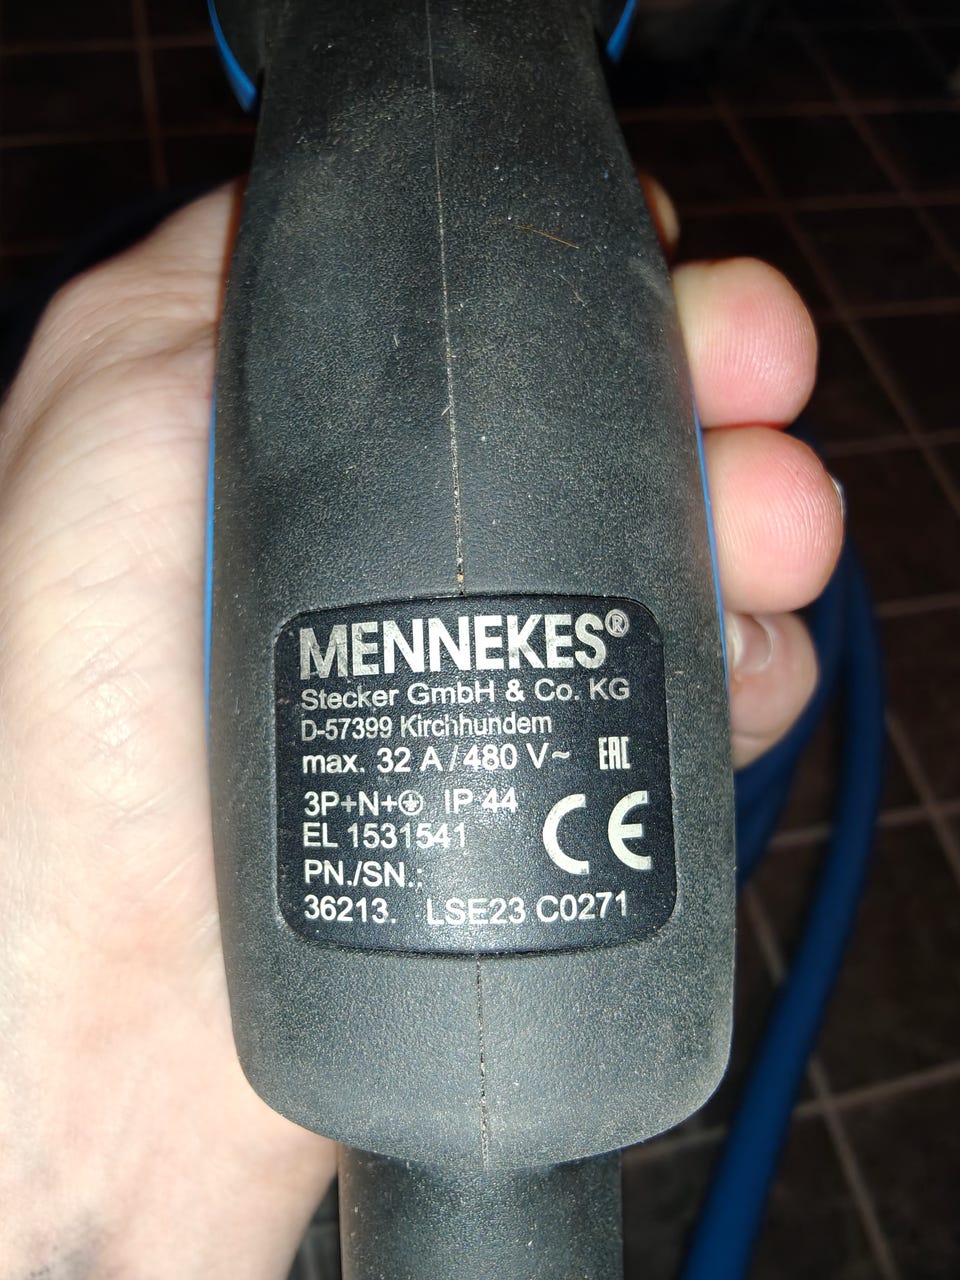 MENNEKES®
Stecker GmbH & Co. KG
D-57399 Kirchhundem
max. 32 A / 480 V~ EAC
3P+N+⏚ IP 44
EL 1531541 CE
PN./SN.:
36213. LSE23 C0271